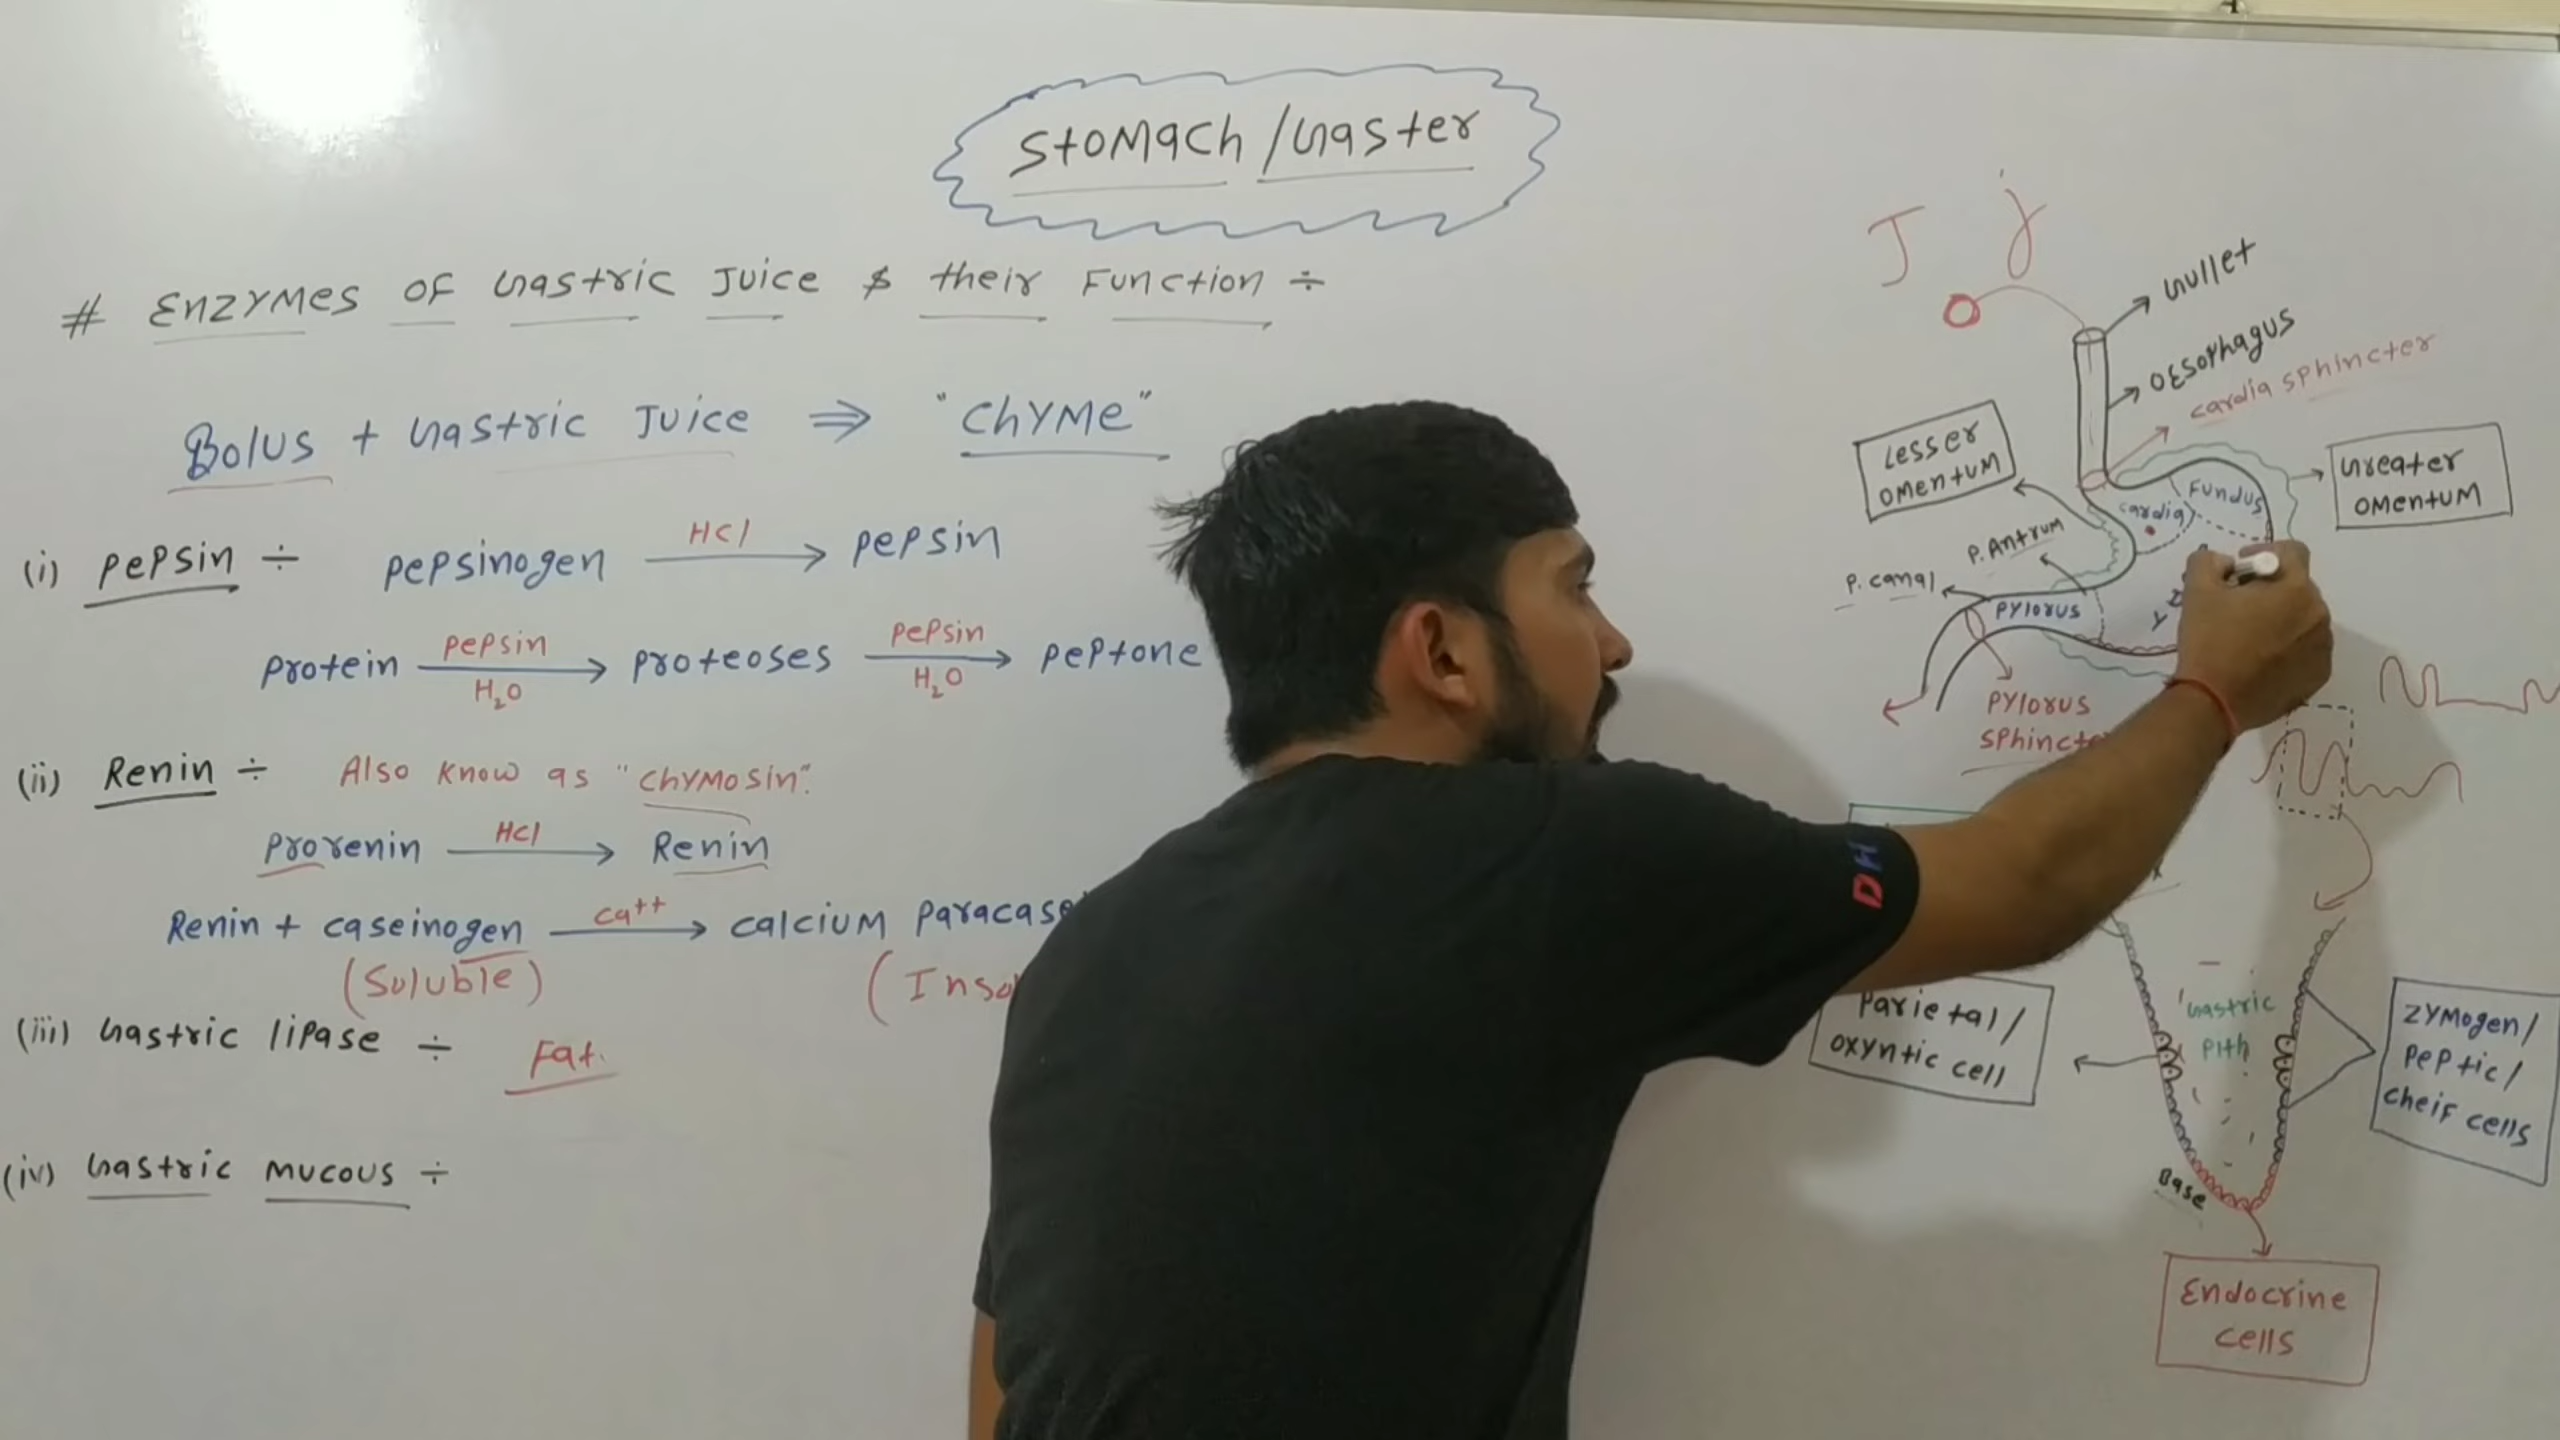 Stomach / Gaster
# Enzymes of Gastric Juice & their Function ÷
Bolus + Gastric Juice ⇒ "Chyme"
(i) Pepsin ÷ Pepsinogen HCl → Pepsin
Protein Pepsin H₂O → Proteoses Pepsin H₂O → Peptone
(ii) Renin ÷ Also Know as "Chymosin".
Prorenin HCl → Renin
Renin + Caseinogen Ca++ → Calcium
(Soluble)
(iii) Gastric lipase ÷ Fat.
(iv) Gastric Mucous ÷
J
Gullet
Oesophagus
Cardia Sphincter
Lesser
Omentum
Greater
Omentum
Fundus
Cardia
P. Antrum
P. Canal
Pylorus
Pylorus
Gastric
Pith
Parietal /
Oxyntic cell
Zymogen /
Peptic /
Cheif cells
Base
Endocrine
Cells
DH